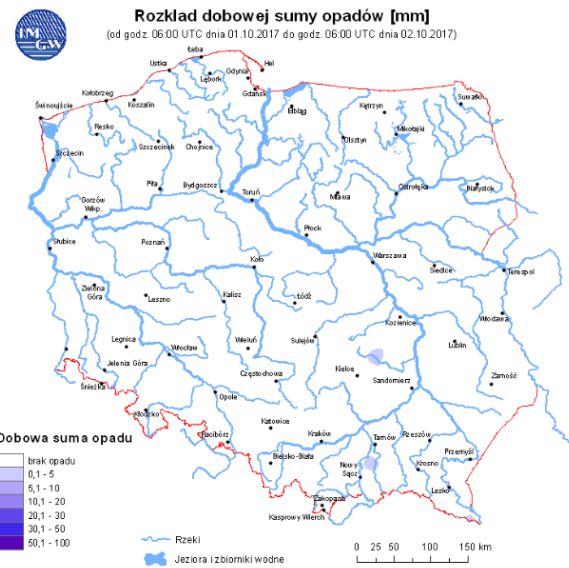 IM
GW
Rozkład dobowej sumy opadów [mm]
(od godz. 06:00 UTC dnia 01.10.2017 do godz. 06:00 UTC dnia 02.10.2017)
Łeba
Ustka
Hel
Gdynia
Lębork
Gdańsk
Kołobrzeg
Koszalin
Świnoujście
Suwałki
Elbląg
Kętrzyn
Resko
Mikołajki
Olsztyn
Szczecinek
Chojnice
Szczecin
Piła
Bydgoszcz
Toruń
Mława
Ostrołęka
Białystok
Gorzów
Wlkp.
Płock
Słubice
Poznań
Koło
Warszawa
Siedlce
Terespol
Zielona
Góra
Leszno
Kalisz
Łódź
Kozienice
Włodawa
Legnica
Wrocław
Wieluń
Sulejów
Lublin
Jelenia Góra
Śnieżka
Częstochowa
Kielce
Sandomierz
Zamość
Opole
Kłodzko
Katowice
Racibórz
Kraków
Tarnów
Rzeszów
Przemyśl
Bielsko-Biała
Nowy
Sącz
Krosno
Lesko
Zakopane
Kasprowy Wierch
Dobowa suma opadu
brak opadu
0,1 - 5
5,1 - 10
10,1 - 20
20,1 - 30
30,1 - 50
50,1 - 100
Rzeki
Jeziora i zbiorniki wodne
0 25 50 100 150 km